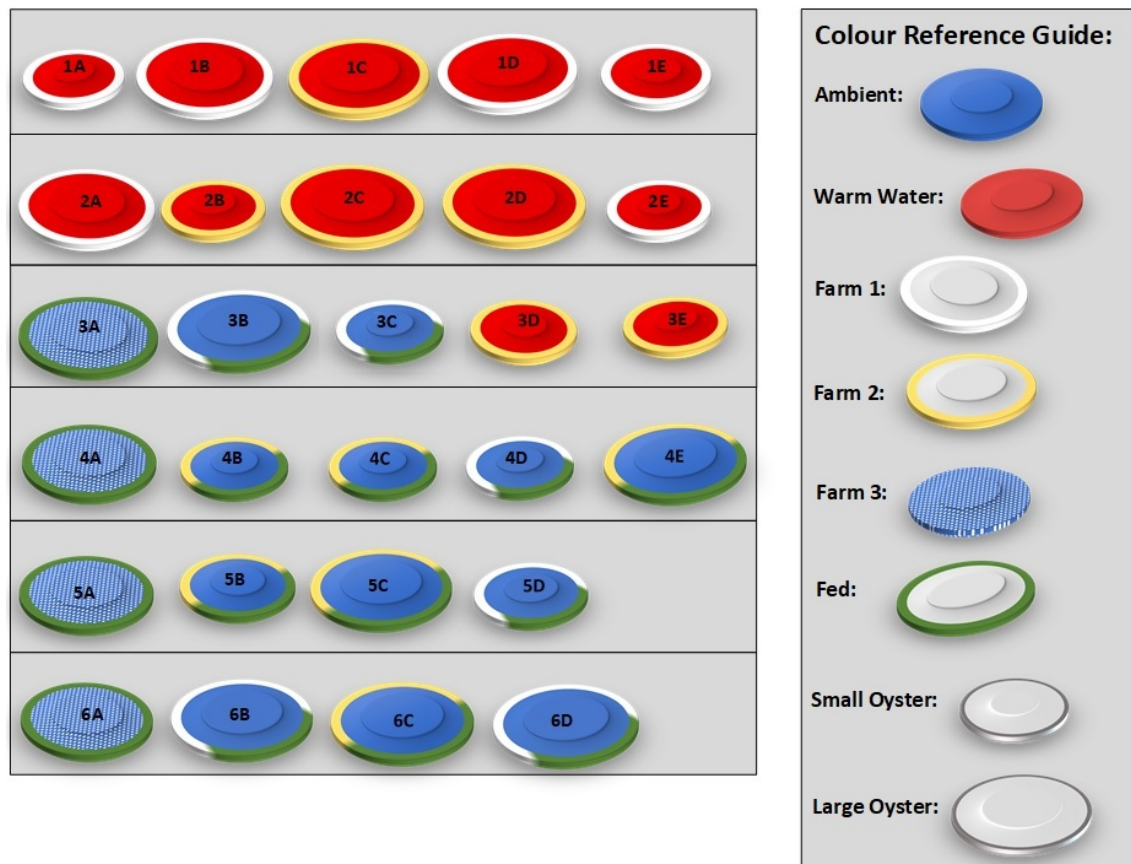 1A 1B 1C 1D 1E
2A 2B 2C 2D 2E
3A 3B 3C 3D 3E
4A 4B 4C 4D 4E
5A 5B 5C 5D
6A 6B 6C 6D
Colour Reference Guide:
Ambient:
Warm Water:
Farm 1:
Farm 2:
Farm 3:
Fed:
Small Oyster:
Large Oyster: